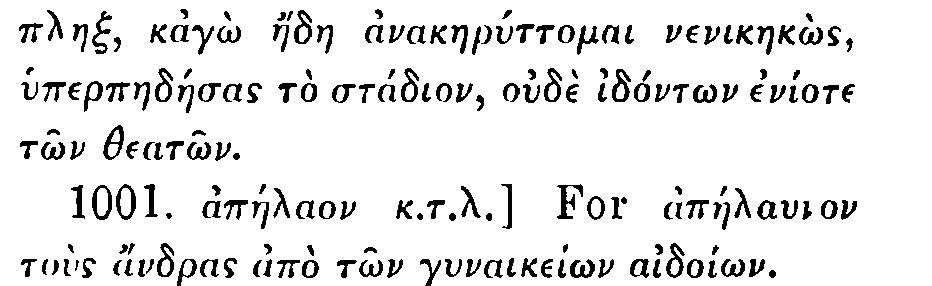 πληξ, κἀγὼ ἤδη ἀνακηρύττομαι νενικηκὼς,
ὑπερπηδήσας τὸ στάδιον, οὐδὲ ἰδόντων ἐνίοτε
τῶν θεατῶν.
1001. ἀπήλαον κ.τ.λ.] For ἀπήλαυνον
τοὺς ἄνδρας ἀπὸ τῶν γυναικείων αἰδοίων.